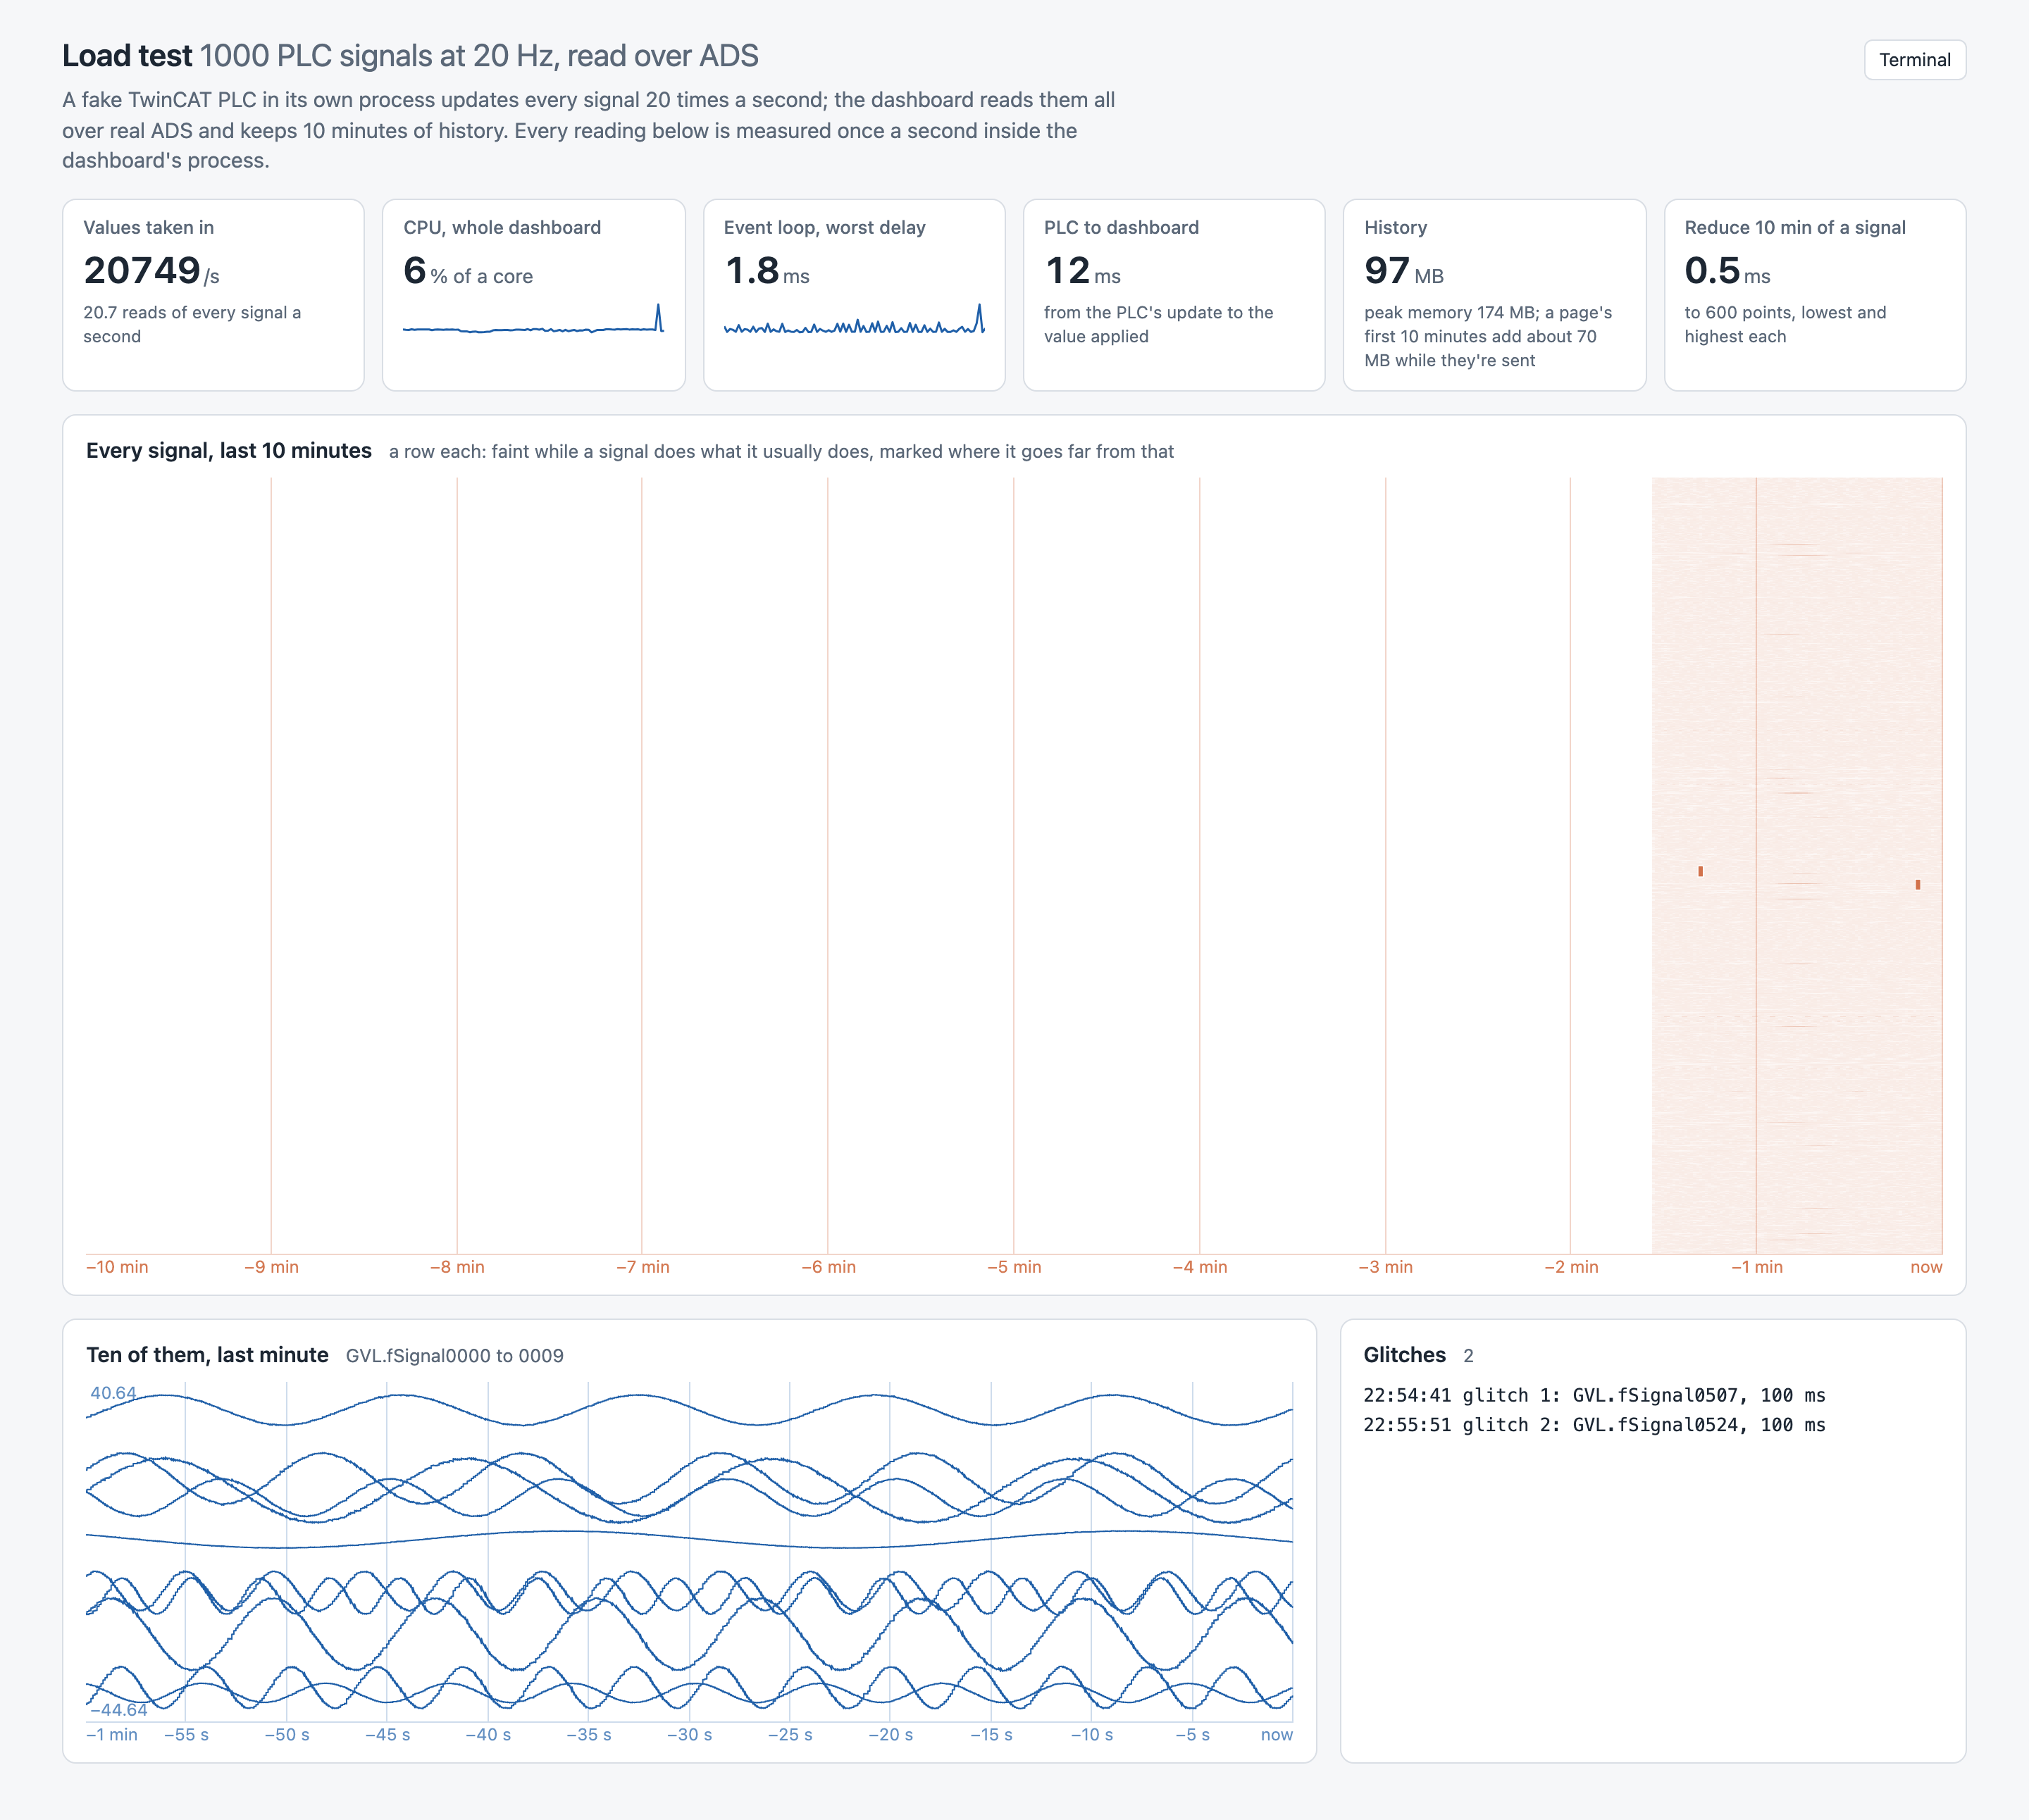 Load test 1000 PLC signals at 20 Hz, read over ADS
Terminal
A fake TwinCAT PLC in its own process updates every signal 20 times a second; the dashboard reads them all
over real ADS and keeps 10 minutes of history. Every reading below is measured once a second inside the
dashboard's process.
Values taken in
20749 /s
20.7 reads of every signal a
second
CPU, whole dashboard
6 % of a core
Event loop, worst delay
1.8 ms
PLC to dashboard
12 ms
from the PLC's update to the
value applied
History
97 MB
peak memory 174 MB; a page's
first 10 minutes add about 70
MB while they're sent
Reduce 10 min of a signal
0.5 ms
to 600 points, lowest and
highest each
Every signal, last 10 minutes a row each: faint while a signal does what it usually does, marked where it goes far from that
−10 min −9 min −8 min −7 min −6 min −5 min −4 min −3 min −2 min −1 min now
Ten of them, last minute GVL.fSignal0000 to 0009
40.64
−44.64
−1 min −55 s −50 s −45 s −40 s −35 s −30 s −25 s −20 s −15 s −10 s −5 s now
Glitches 2
22:54:41 glitch 1: GVL.fSignal0507, 100 ms
22:55:51 glitch 2: GVL.fSignal0524, 100 ms